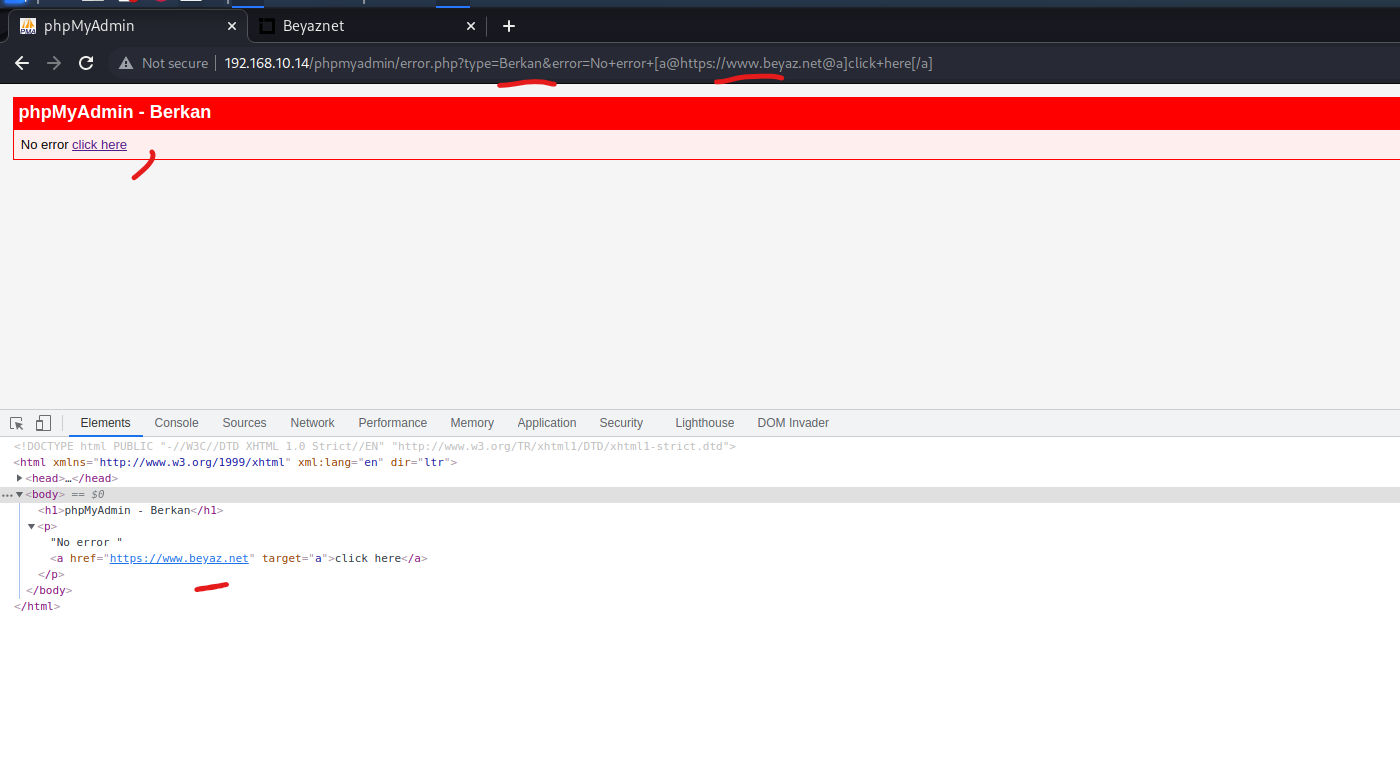 phpMyAdmin Beyaznet
Not secure 192.168.10.14/phpmyadmin/error.php?type=Berkan&error=No+error+[a@https://www.beyaz.net@a]click+here[/a]
phpMyAdmin - Berkan
No error click here
Elements Console Sources Network Performance Memory Application Security Lighthouse DOM Invader
<!DOCTYPE html PUBLIC "-//W3C//DTD XHTML 1.0 Strict//EN" "http://www.w3.org/TR/xhtml1/DTD/xhtml1-strict.dtd">
<html xmlns="http://www.w3.org/1999/xhtml" xml:lang="en" dir="ltr">
<head>…</head>
<body> == $0
<h1>phpMyAdmin - Berkan</h1>
<p>
"No error "
<a href="https://www.beyaz.net" target="a">click here</a>
</p>
</body>
</html>